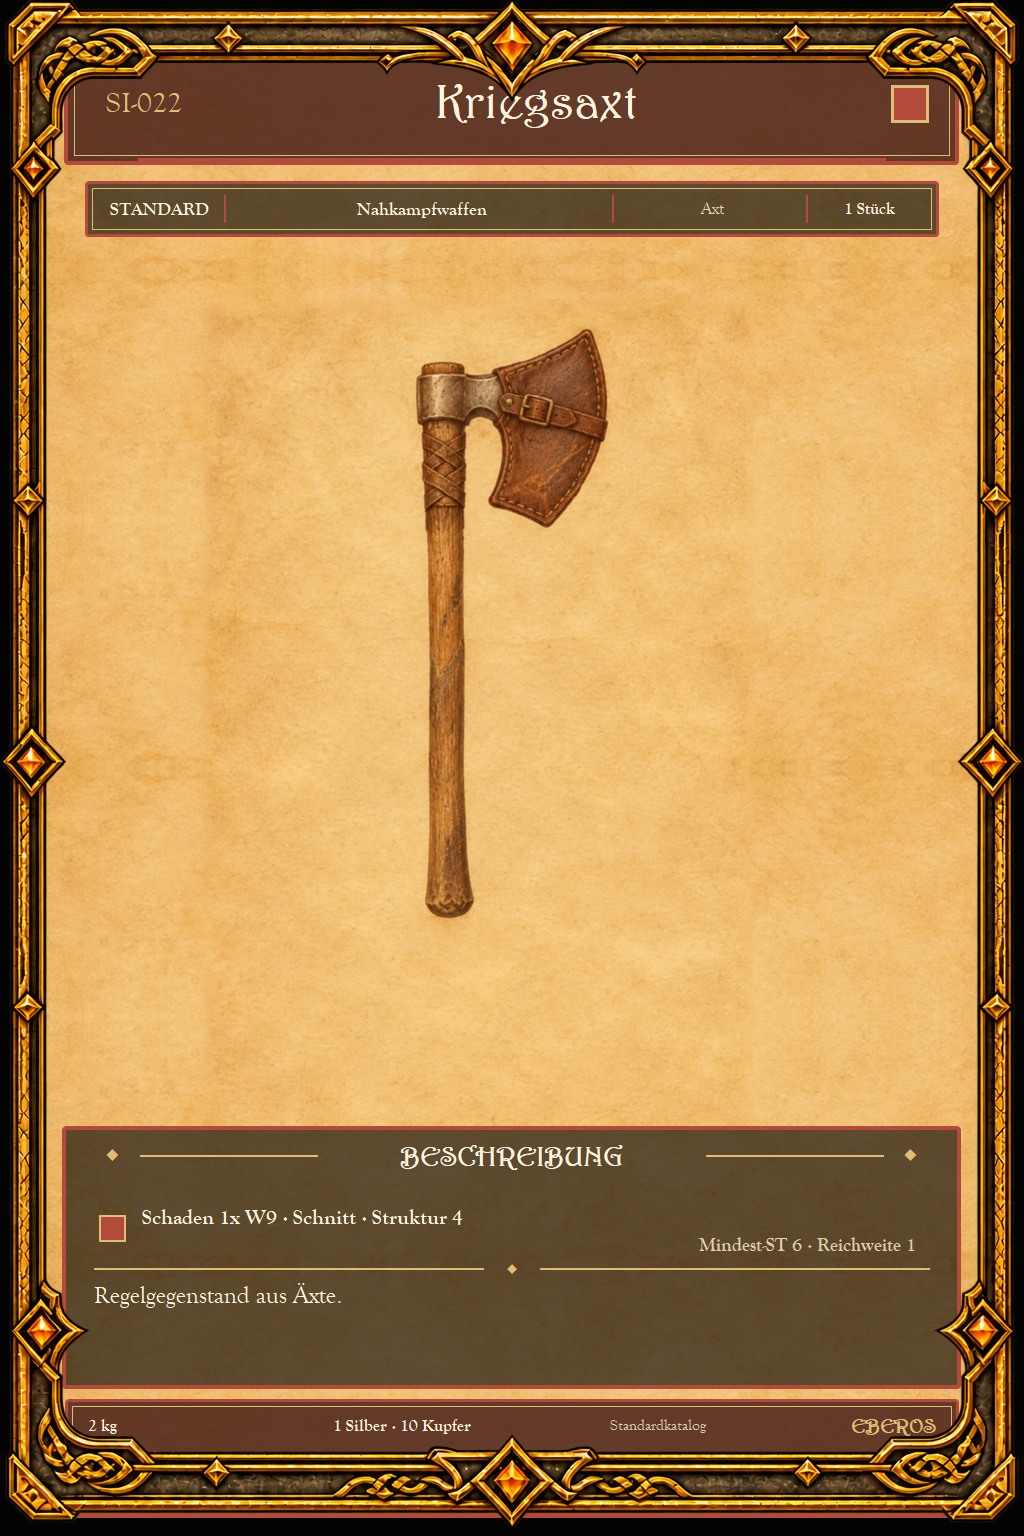 SI-022
Kriegsaxt
STANDARD Nahkampfwaffen Axt 1 Stück
BESCHREIBUNG
Schaden 1x W9 · Schnitt · Struktur 4
Mindest-ST 6 · Reichweite 1
Regelgegenstand aus Äxte.
2 kg 1 Silber · 10 Kupfer Standardkatalog EBEROS